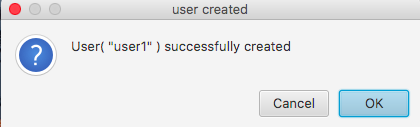 user created
?
User( "user1" ) successfully created
Cancel
OK